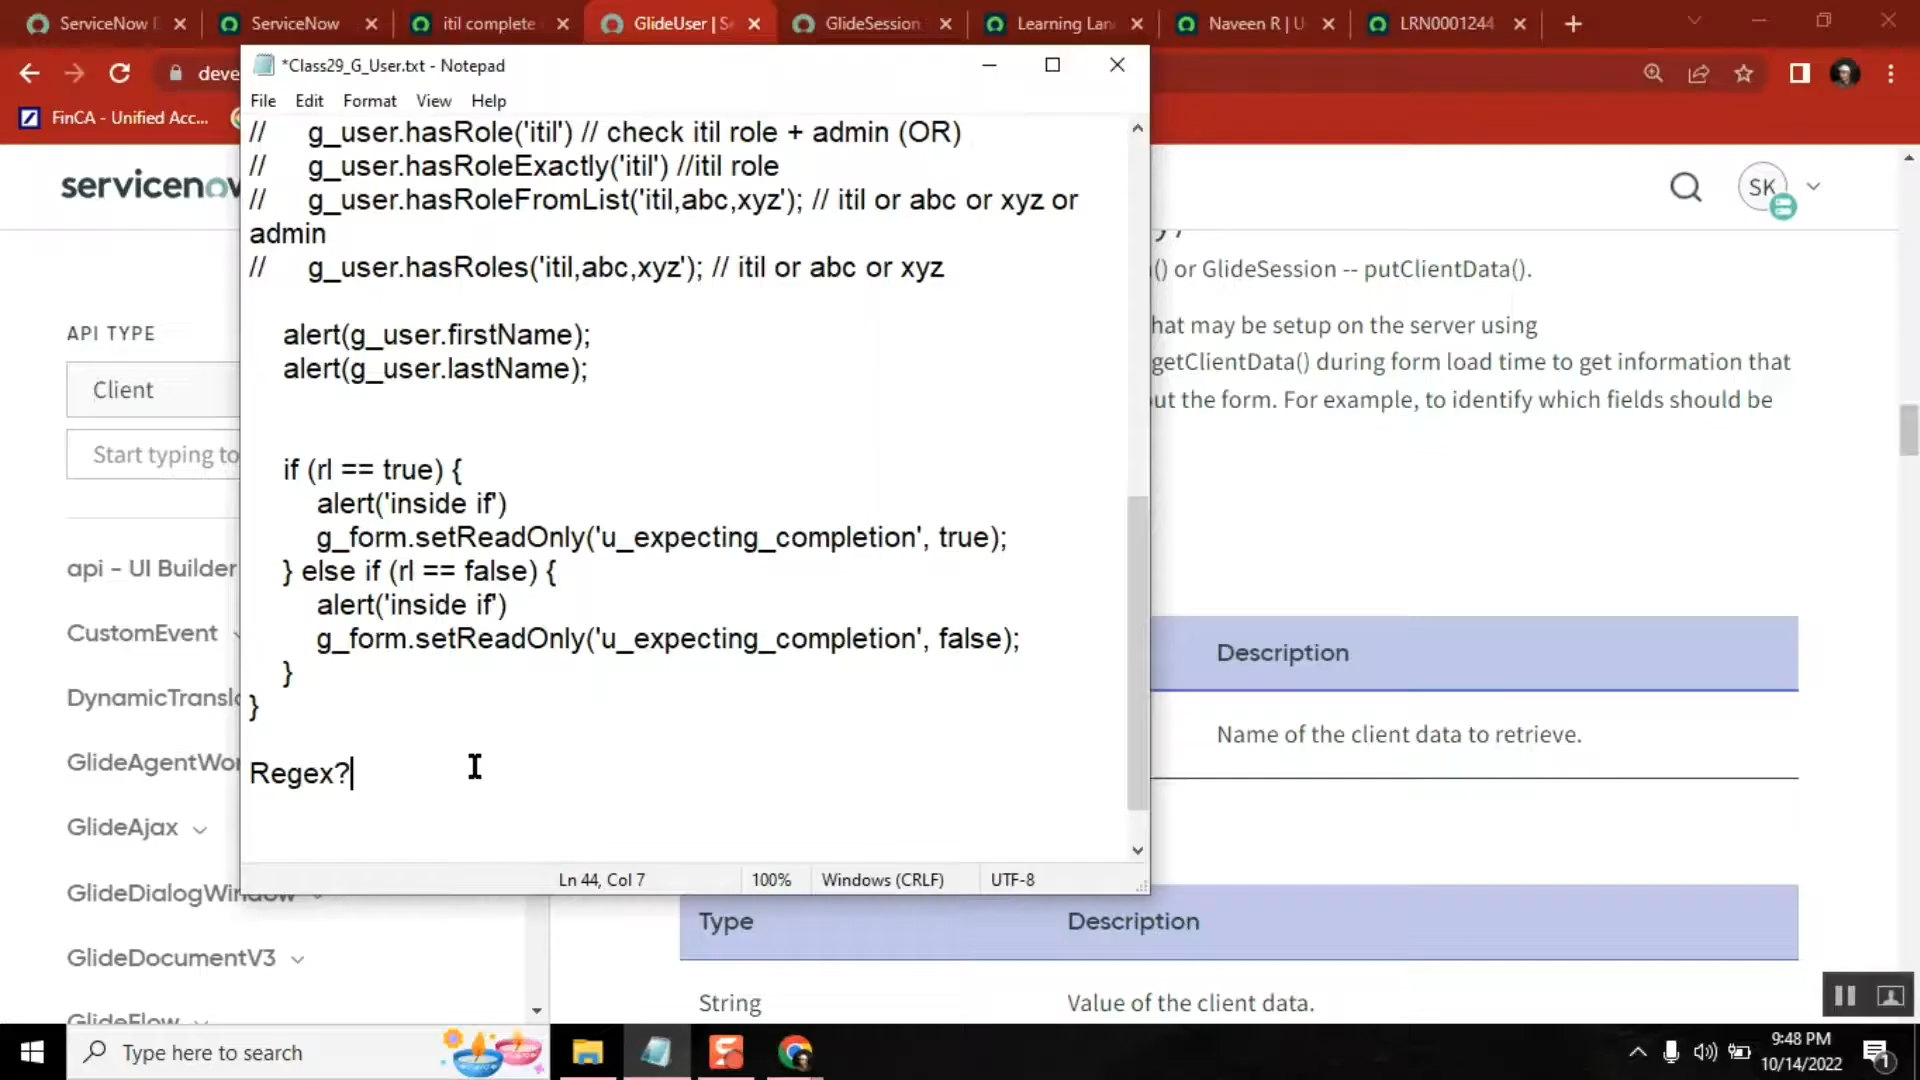 ServiceNow D
ServiceNow
itil complete
GlideUser | Se
GlideSession
Learning Lan
Naveen R | U
LRN0001244
deve
FinCA - Unified Acc...
*Class29_G_User.txt - Notepad
File Edit Format View Help
// g_user.hasRole('itil') // check itil role + admin (OR)
// g_user.hasRoleExactly('itil') //itil role
// g_user.hasRoleFromList('itil,abc,xyz'); // itil or abc or xyz or
admin
// g_user.hasRoles('itil,abc,xyz'); // itil or abc or xyz
alert(g_user.firstName);
alert(g_user.lastName);
if (rl == true) {
alert('inside if')
g_form.setReadOnly('u_expecting_completion', true);
} else if (rl == false) {
alert('inside if')
g_form.setReadOnly('u_expecting_completion', false);
}
}
Regex?
Ln 44, Col 7 100% Windows (CRLF) UTF-8
servicenow
SK
API TYPE
Client
Start typing to
api - UI Builder
CustomEvent
DynamicTransla
GlideAgentWor
GlideAjax
GlideDialogWindow
GlideDocumentV3
GlideFlow
() or GlideSession -- putClientData().
hat may be setup on the server using
getClientData() during form load time to get information that
ut the form. For example, to identify which fields should be
Description
Name of the client data to retrieve.
Type Description
String Value of the client data.
Type here to search
9:48 PM
10/14/2022
1